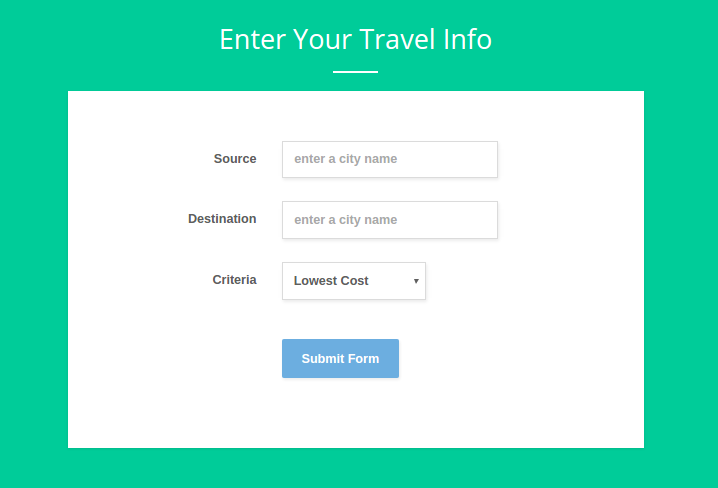 Enter Your Travel Info
Source enter a city name
Destination enter a city name
Criteria Lowest Cost
Submit Form